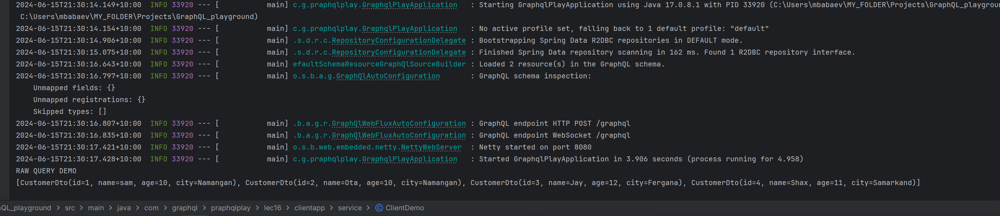 2024-06-15T21:30:14.149+10:00  INFO 33920 --- [           main] c.g.praphqlplay.GraphqlPlayApplication   : Starting GraphqlPlayApplication using Java 17.0.8.1 with PID 33920 (C:\Users\mbabaev\MY_FOLDER\Projects\GraphQL_playgroun
 C:\Users\mbabaev\MY_FOLDER\Projects\GraphQL_playground)
2024-06-15T21:30:14.154+10:00  INFO 33920 --- [           main] c.g.praphqlplay.GraphqlPlayApplication   : No active profile set, falling back to 1 default profile: "default"
2024-06-15T21:30:14.906+10:00  INFO 33920 --- [           main] .s.d.r.c.RepositoryConfigurationDelegate : Bootstrapping Spring Data R2DBC repositories in DEFAULT mode.
2024-06-15T21:30:15.075+10:00  INFO 33920 --- [           main] .s.d.r.c.RepositoryConfigurationDelegate : Finished Spring Data repository scanning in 162 ms. Found 1 R2DBC repository interface.
2024-06-15T21:30:16.643+10:00  INFO 33920 --- [           main] efaultSchemaResourceGraphQlSourceBuilder : Loaded 2 resource(s) in the GraphQL schema.
2024-06-15T21:30:16.797+10:00  INFO 33920 --- [           main] o.s.b.a.g.GraphQlAutoConfiguration       : GraphQL schema inspection:
    Unmapped fields: {}
    Unmapped registrations: {}
    Skipped types: []
2024-06-15T21:30:16.807+10:00  INFO 33920 --- [           main] .b.a.g.r.GraphQlWebFluxAutoConfiguration : GraphQL endpoint HTTP POST /graphql
2024-06-15T21:30:16.835+10:00  INFO 33920 --- [           main] .b.a.g.r.GraphQlWebFluxAutoConfiguration : GraphQL endpoint WebSocket /graphql
2024-06-15T21:30:17.421+10:00  INFO 33920 --- [           main] o.s.b.web.embedded.netty.NettyWebServer  : Netty started on port 8080
2024-06-15T21:30:17.428+10:00  INFO 33920 --- [           main] c.g.praphqlplay.GraphqlPlayApplication   : Started GraphqlPlayApplication in 3.906 seconds (process running for 4.958)
RAW QUERY DEMO
[CustomerDto(id=1, name=sam, age=10, city=Namangan), CustomerDto(id=2, name=Ota, age=10, city=Namangan), CustomerDto(id=3, name=Jay, age=12, city=Fergana), CustomerDto(id=4, name=Shax, age=11, city=Samarkand)]
QL_playground > src > main > java > com > graphql > praphqlplay > lec16 > clientapp > service > © ClientDemo